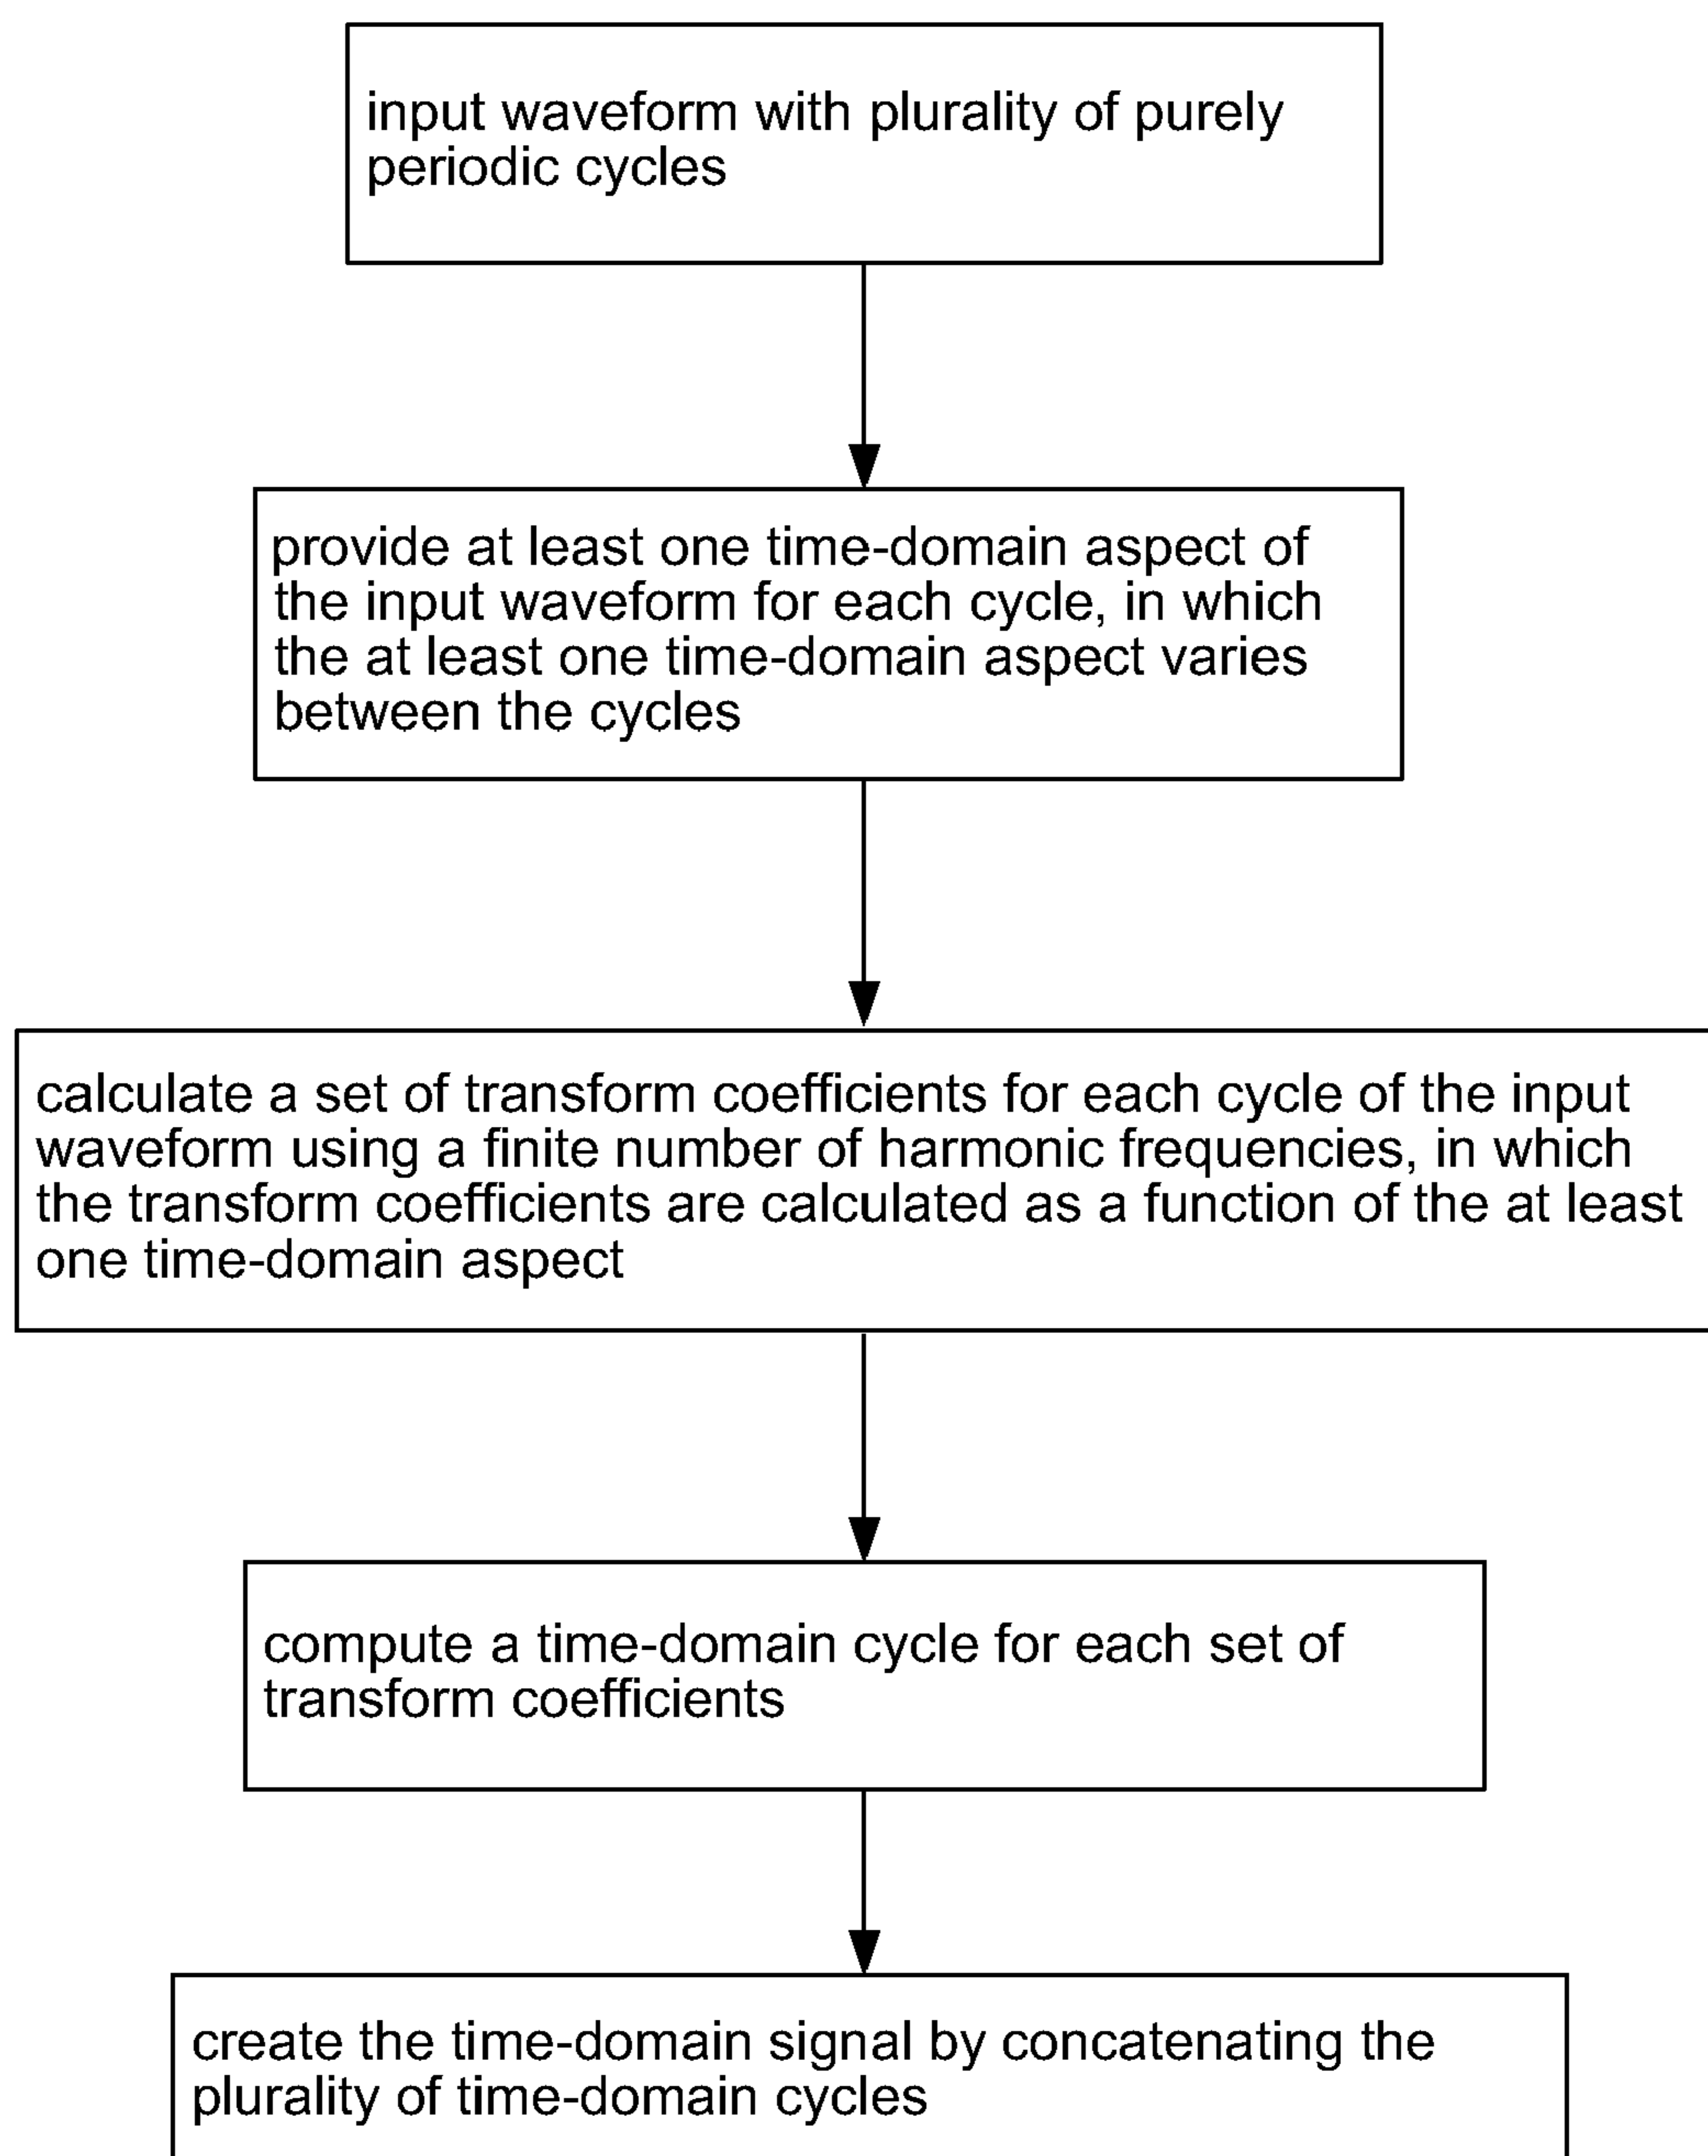 input waveform with plurality of purely
periodic cycles
provide at least one time-domain aspect of
the input waveform for each cycle, in which
the at least one time-domain aspect varies
between the cycles
calculate a set of transform coefficients for each cycle of the input
waveform using a finite number of harmonic frequencies, in which
the transform coefficients are calculated as a function of the at least
one time-domain aspect
compute a time-domain cycle for each set of
transform coefficients
create the time-domain signal by concatenating the
plurality of time-domain cycles